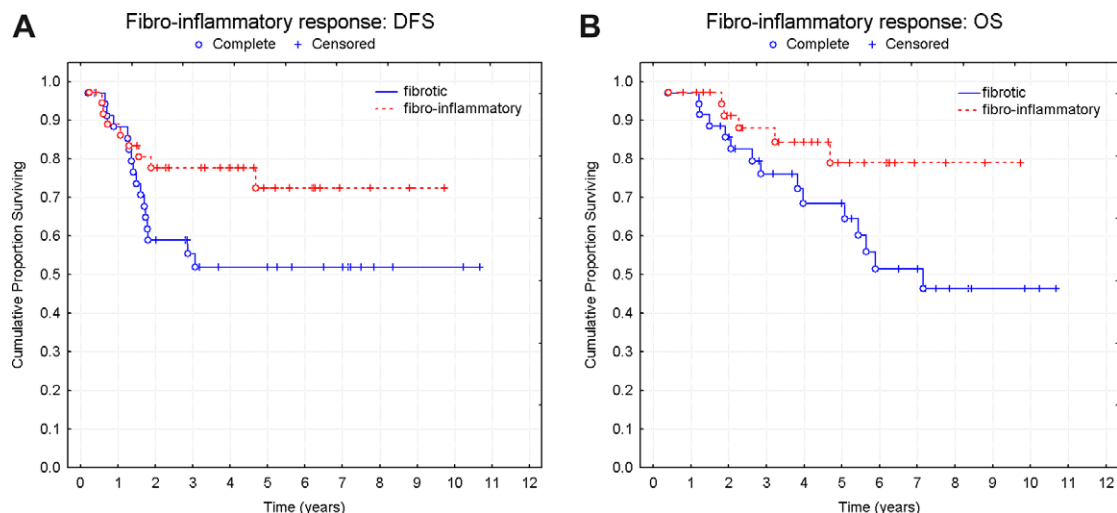 A
Fibro-inflammatory response: DFS
Complete Censored
fibrotic
fibro-inflammatory
Cumulative Proportion Surviving
1.0
0.9
0.8
0.7
0.6
0.5
0.4
0.3
0.2
0.1
0.0
0 1 2 3 4 5 6 7 8 9 10 11 12
Time (years)
B
Fibro-inflammatory response: OS
Complete Censored
fibrotic
fibro-inflammatory
Cumulative Proportion Surviving
1.0
0.9
0.8
0.7
0.6
0.5
0.4
0.3
0.2
0.1
0.0
0 1 2 3 4 5 6 7 8 9 10 11 12
Time (years)